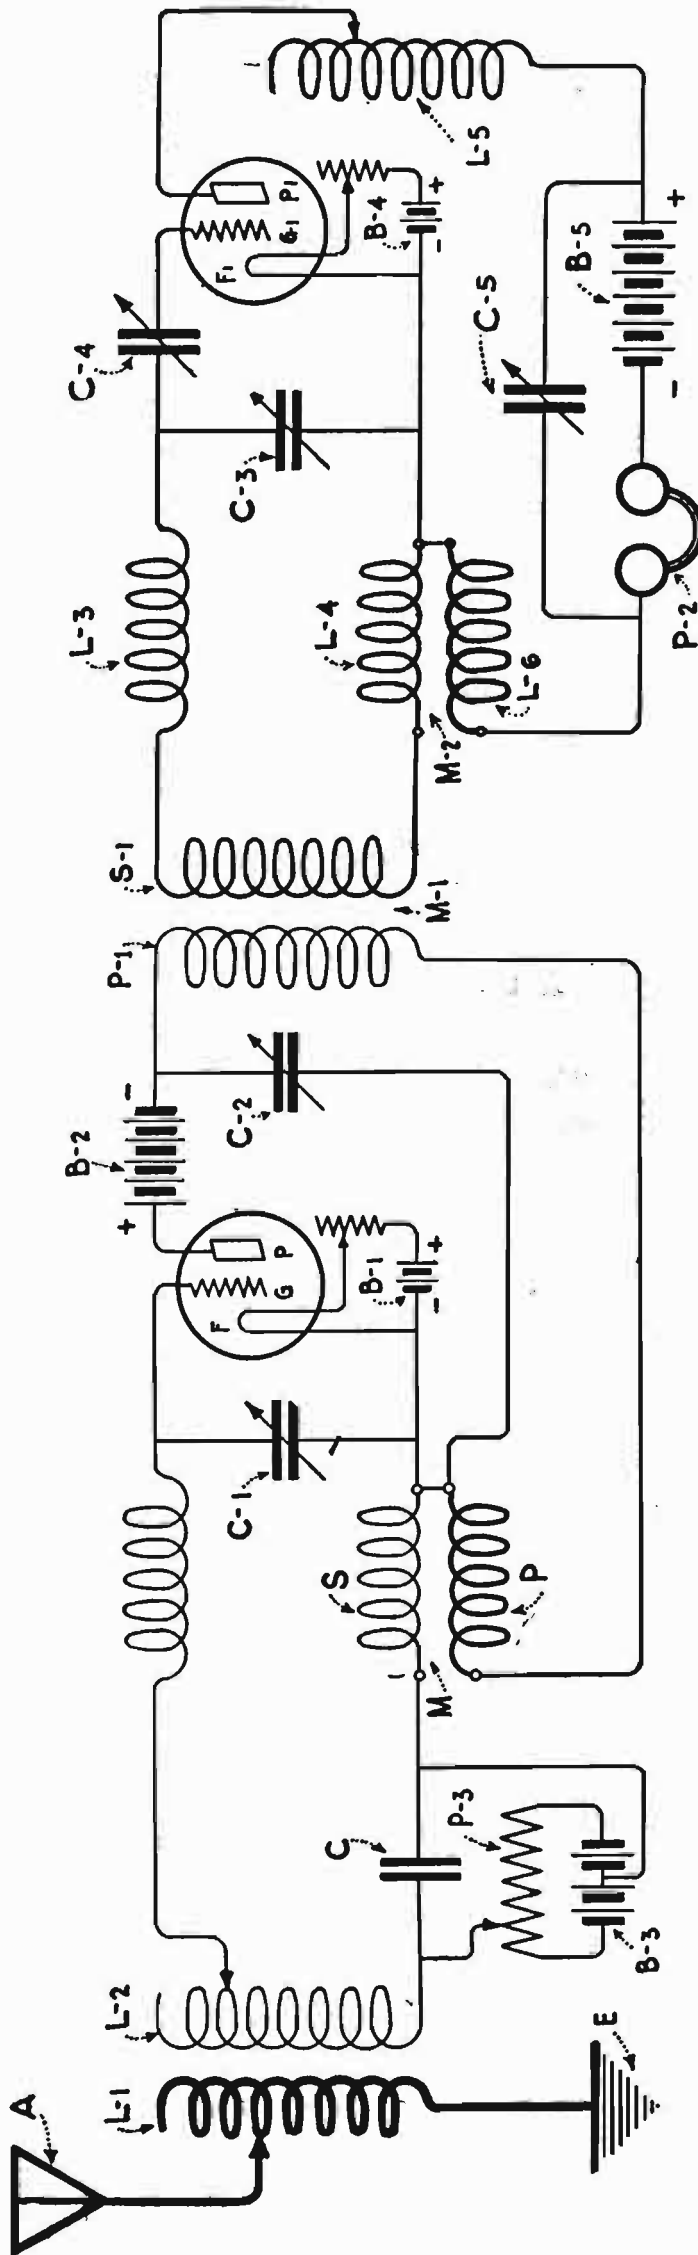 A
L-1
E
L-2
C
P-3
B-3
M
S
P
C-1
F
G
P
B-1
- +
B-2
+ -
C-2
P-1
S-1
M-1
L-3
L-4
M-2
L-6
C-3
C-4
F1
G1
P1
B-4
- +
L-5
C-5
B-5
- +
P-2